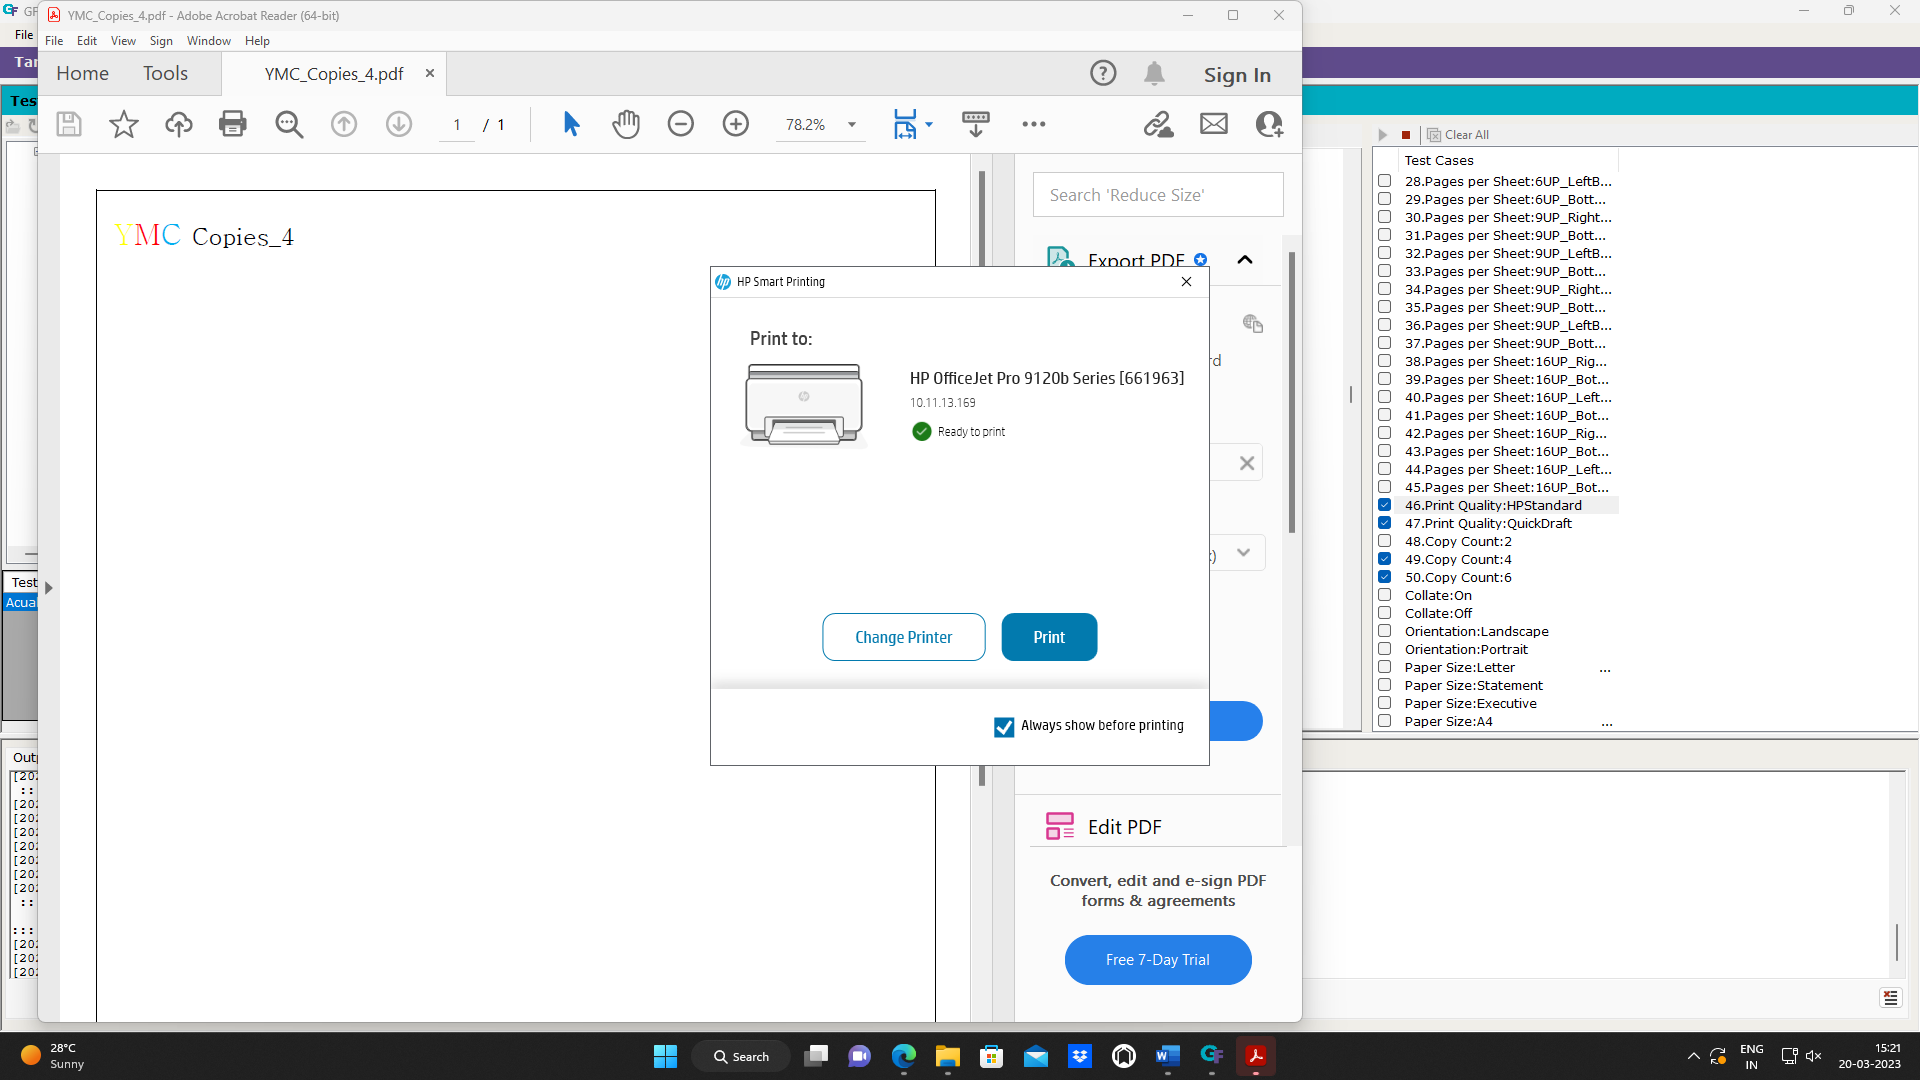 YMC_Copies_4.pdf - Adobe Acrobat Reader (64-bit)
File
File Edit View Sign Window Help
Home Tools YMC_Copies_4.pdf Sign In
1 / 1 78.2%
YMC Copies_4
Search 'Reduce Size'
Export PDF
HP Smart Printing
Print to:
HP OfficeJet Pro 9120b Series [661963]
10.11.13.169
Ready to print
Change Printer Print
Always show before printing
Edit PDF
Convert, edit and e-sign PDF
forms & agreements
Free 7-Day Trial
Clear All
Test Cases
28.Pages per Sheet:6UP_LeftB...
29.Pages per Sheet:6UP_Bott...
30.Pages per Sheet:9UP_Right...
31.Pages per Sheet:9UP_Bott...
32.Pages per Sheet:9UP_LeftB...
33.Pages per Sheet:9UP_Bott...
34.Pages per Sheet:9UP_Right...
35.Pages per Sheet:9UP_Bott...
36.Pages per Sheet:9UP_LeftB...
37.Pages per Sheet:9UP_Bott...
38.Pages per Sheet:16UP_Rig...
39.Pages per Sheet:16UP_Bot...
40.Pages per Sheet:16UP_Left...
41.Pages per Sheet:16UP_Bot...
42.Pages per Sheet:16UP_Rig...
43.Pages per Sheet:16UP_Bot...
44.Pages per Sheet:16UP_Left...
45.Pages per Sheet:16UP_Bot...
46.Print Quality:HPStandard
47.Print Quality:QuickDraft
48.Copy Count:2
49.Copy Count:4
50.Copy Count:6
Collate:On
Collate:Off
Orientation:Landscape
Orientation:Portrait
Paper Size:Letter ...
Paper Size:Statement
Paper Size:Executive
Paper Size:A4 ...
28°C
Sunny
Search
ENG
IN
15:21
20-03-2023